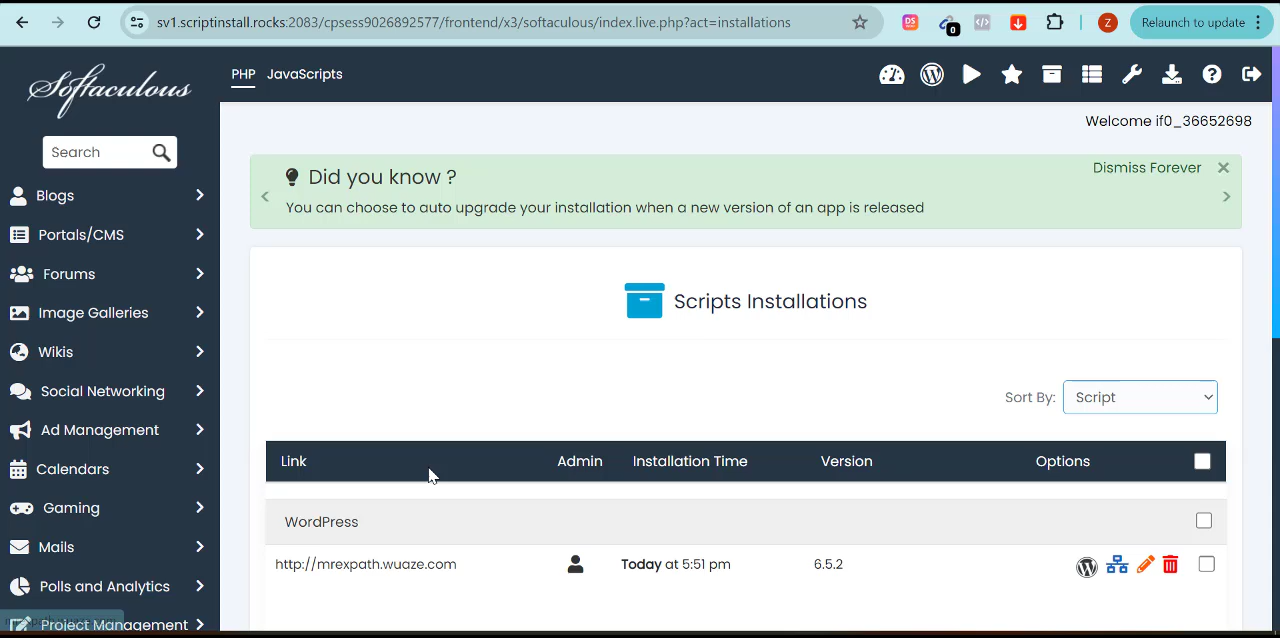 sv1.scriptinstall.rocks:2083/cpsess9026892577/frontend/x3/softaculous/index.live.php?act=installations
DS
0
Z
Relaunch to update
Softaculous
PHP JavaScripts
Welcome if0_36652698
Search
Blogs
Portals/CMS
Forums
Image Galleries
Wikis
Social Networking
Ad Management
Calendars
Gaming
Mails
Polls and Analytics
Project Management
Did you know ?
Dismiss Forever
You can choose to auto upgrade your installation when a new version of an app is released
Scripts Installations
Sort By: Script
Link Admin Installation Time Version Options
WordPress
http://mrexpath.wuaze.com Today at 5:51 pm 6.5.2